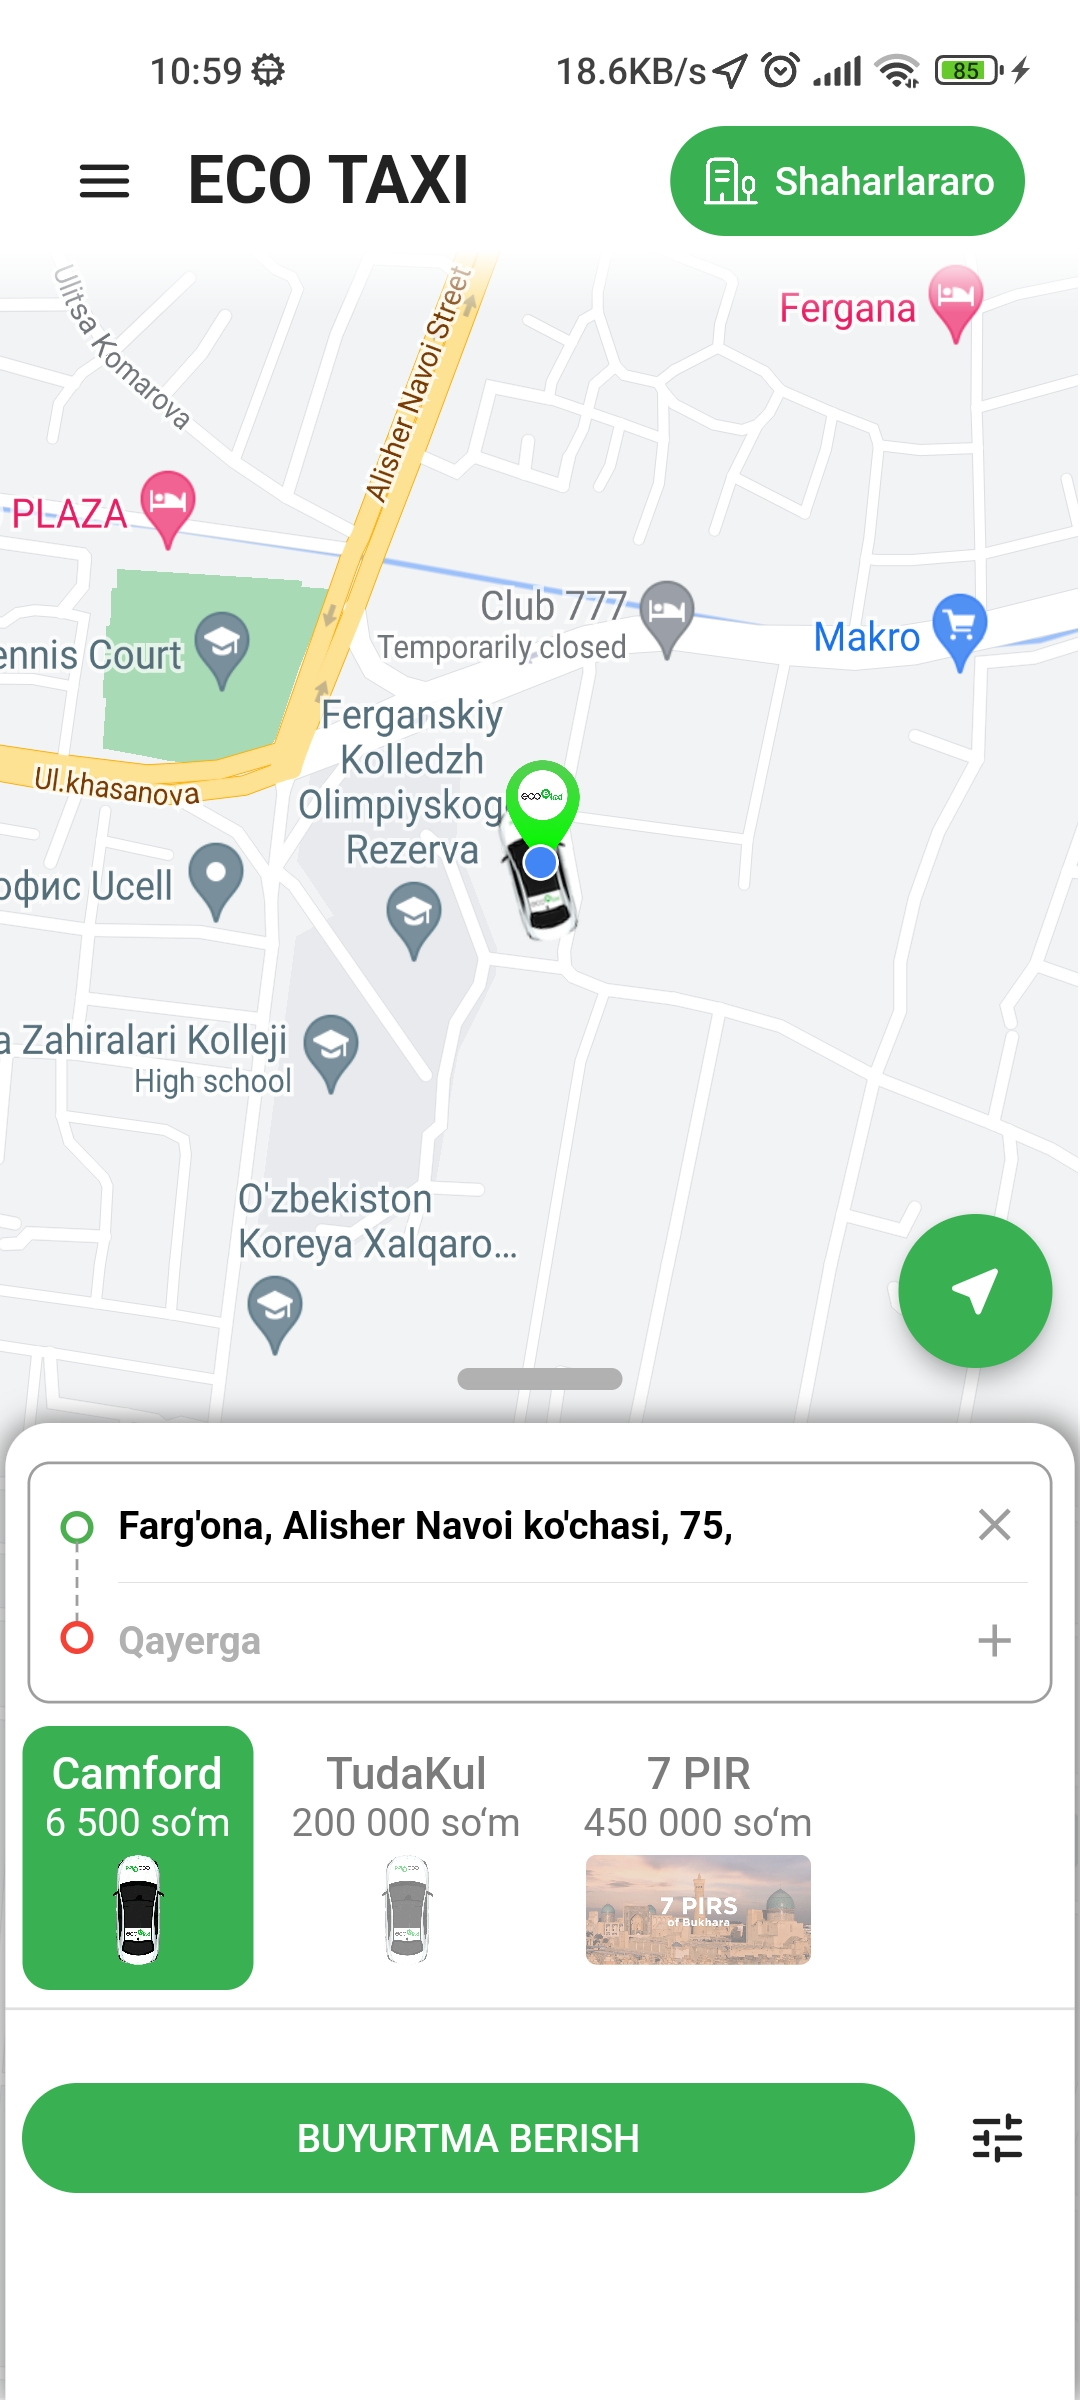 10:59
18.6KB/s
85
ECO TAXI
Shaharlararo
Ulitsa Komarova
Alisher Navoi Street
Fergana
PLAZA
Club 777
Temporarily closed
Makro
ennis Court
Ferganskiy
Kolledzh
Olimpiyskog
Rezerva
Ul.khasanova
офис Ucell
a Zahiralari Kolleji
High school
O'zbekiston
Koreya Xalqaro...
Farg'ona, Alisher Navoi ko'chasi, 75,
Qayerga
Camford
6 500 so‘m
TudaKul
200 000 so‘m
7 PIR
450 000 so‘m
7 PIRS
of Bukhara
BUYURTMA BERISH